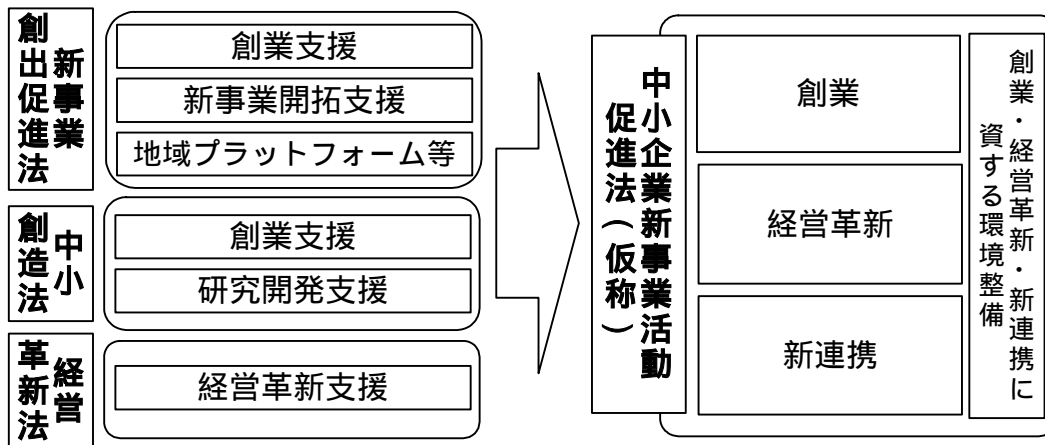 新事業
創出促進法
創業支援
新事業開拓支援
地域プラットフォーム等
中小
創造法
創業支援
研究開発支援
経営
革新法
経営革新支援
中小企業新事業活動
促進法(仮称)
創業
経営革新
新連携
創業・経営革新・新連携に
資する環境整備